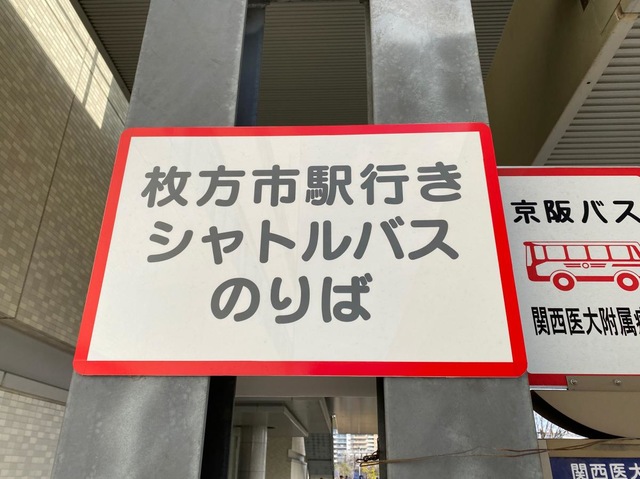 枚方市駅行き
シャトルバス
のりば
京阪バス
関西医大附属
関西医大